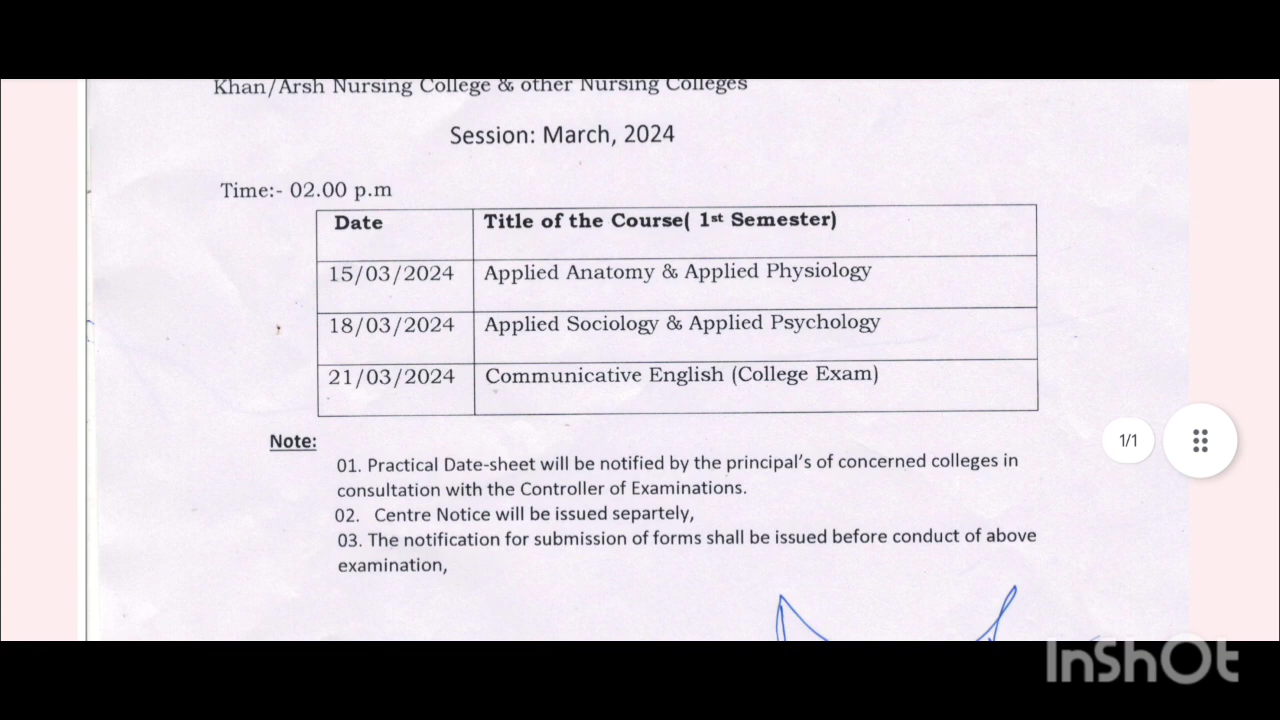 Khan/Arsh Nursing College & other Nursing Colleges
Session: March, 2024
Time:- 02.00 p.m
Date Title of the Course( 1st Semester)
15/03/2024 Applied Anatomy & Applied Physiology
18/03/2024 Applied Sociology & Applied Psychology
21/03/2024 Communicative English (College Exam)
Note:
01. Practical Date-sheet will be notified by the principal's of concerned colleges in
consultation with the Controller of Examinations.
02. Centre Notice will be issued separtely,
03. The notification for submission of forms shall be issued before conduct of above
examination,
1/1
InShOt